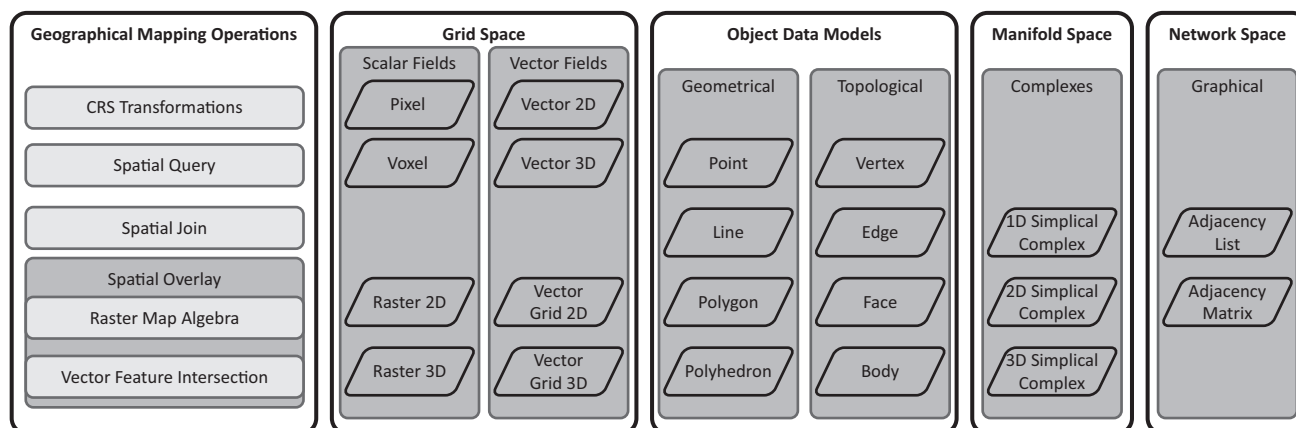 Geographical Mapping Operations
CRS Transformations
Spatial Query
Spatial Join
Spatial Overlay
Raster Map Algebra
Vector Feature Intersection
Grid Space
Scalar Fields
Pixel
Voxel
Raster 2D
Raster 3D
Vector Fields
Vector 2D
Vector 3D
Vector
Grid 2D
Vector
Grid 3D
Object Data Models
Geometrical
Point
Line
Polygon
Polyhedron
Topological
Vertex
Edge
Face
Body
Manifold Space
Complexes
1D Simplical
Complex
2D Simplical
Complex
3D Simplical
Complex
Network Space
Graphical
Adjacency
List
Adjacency
Matrix